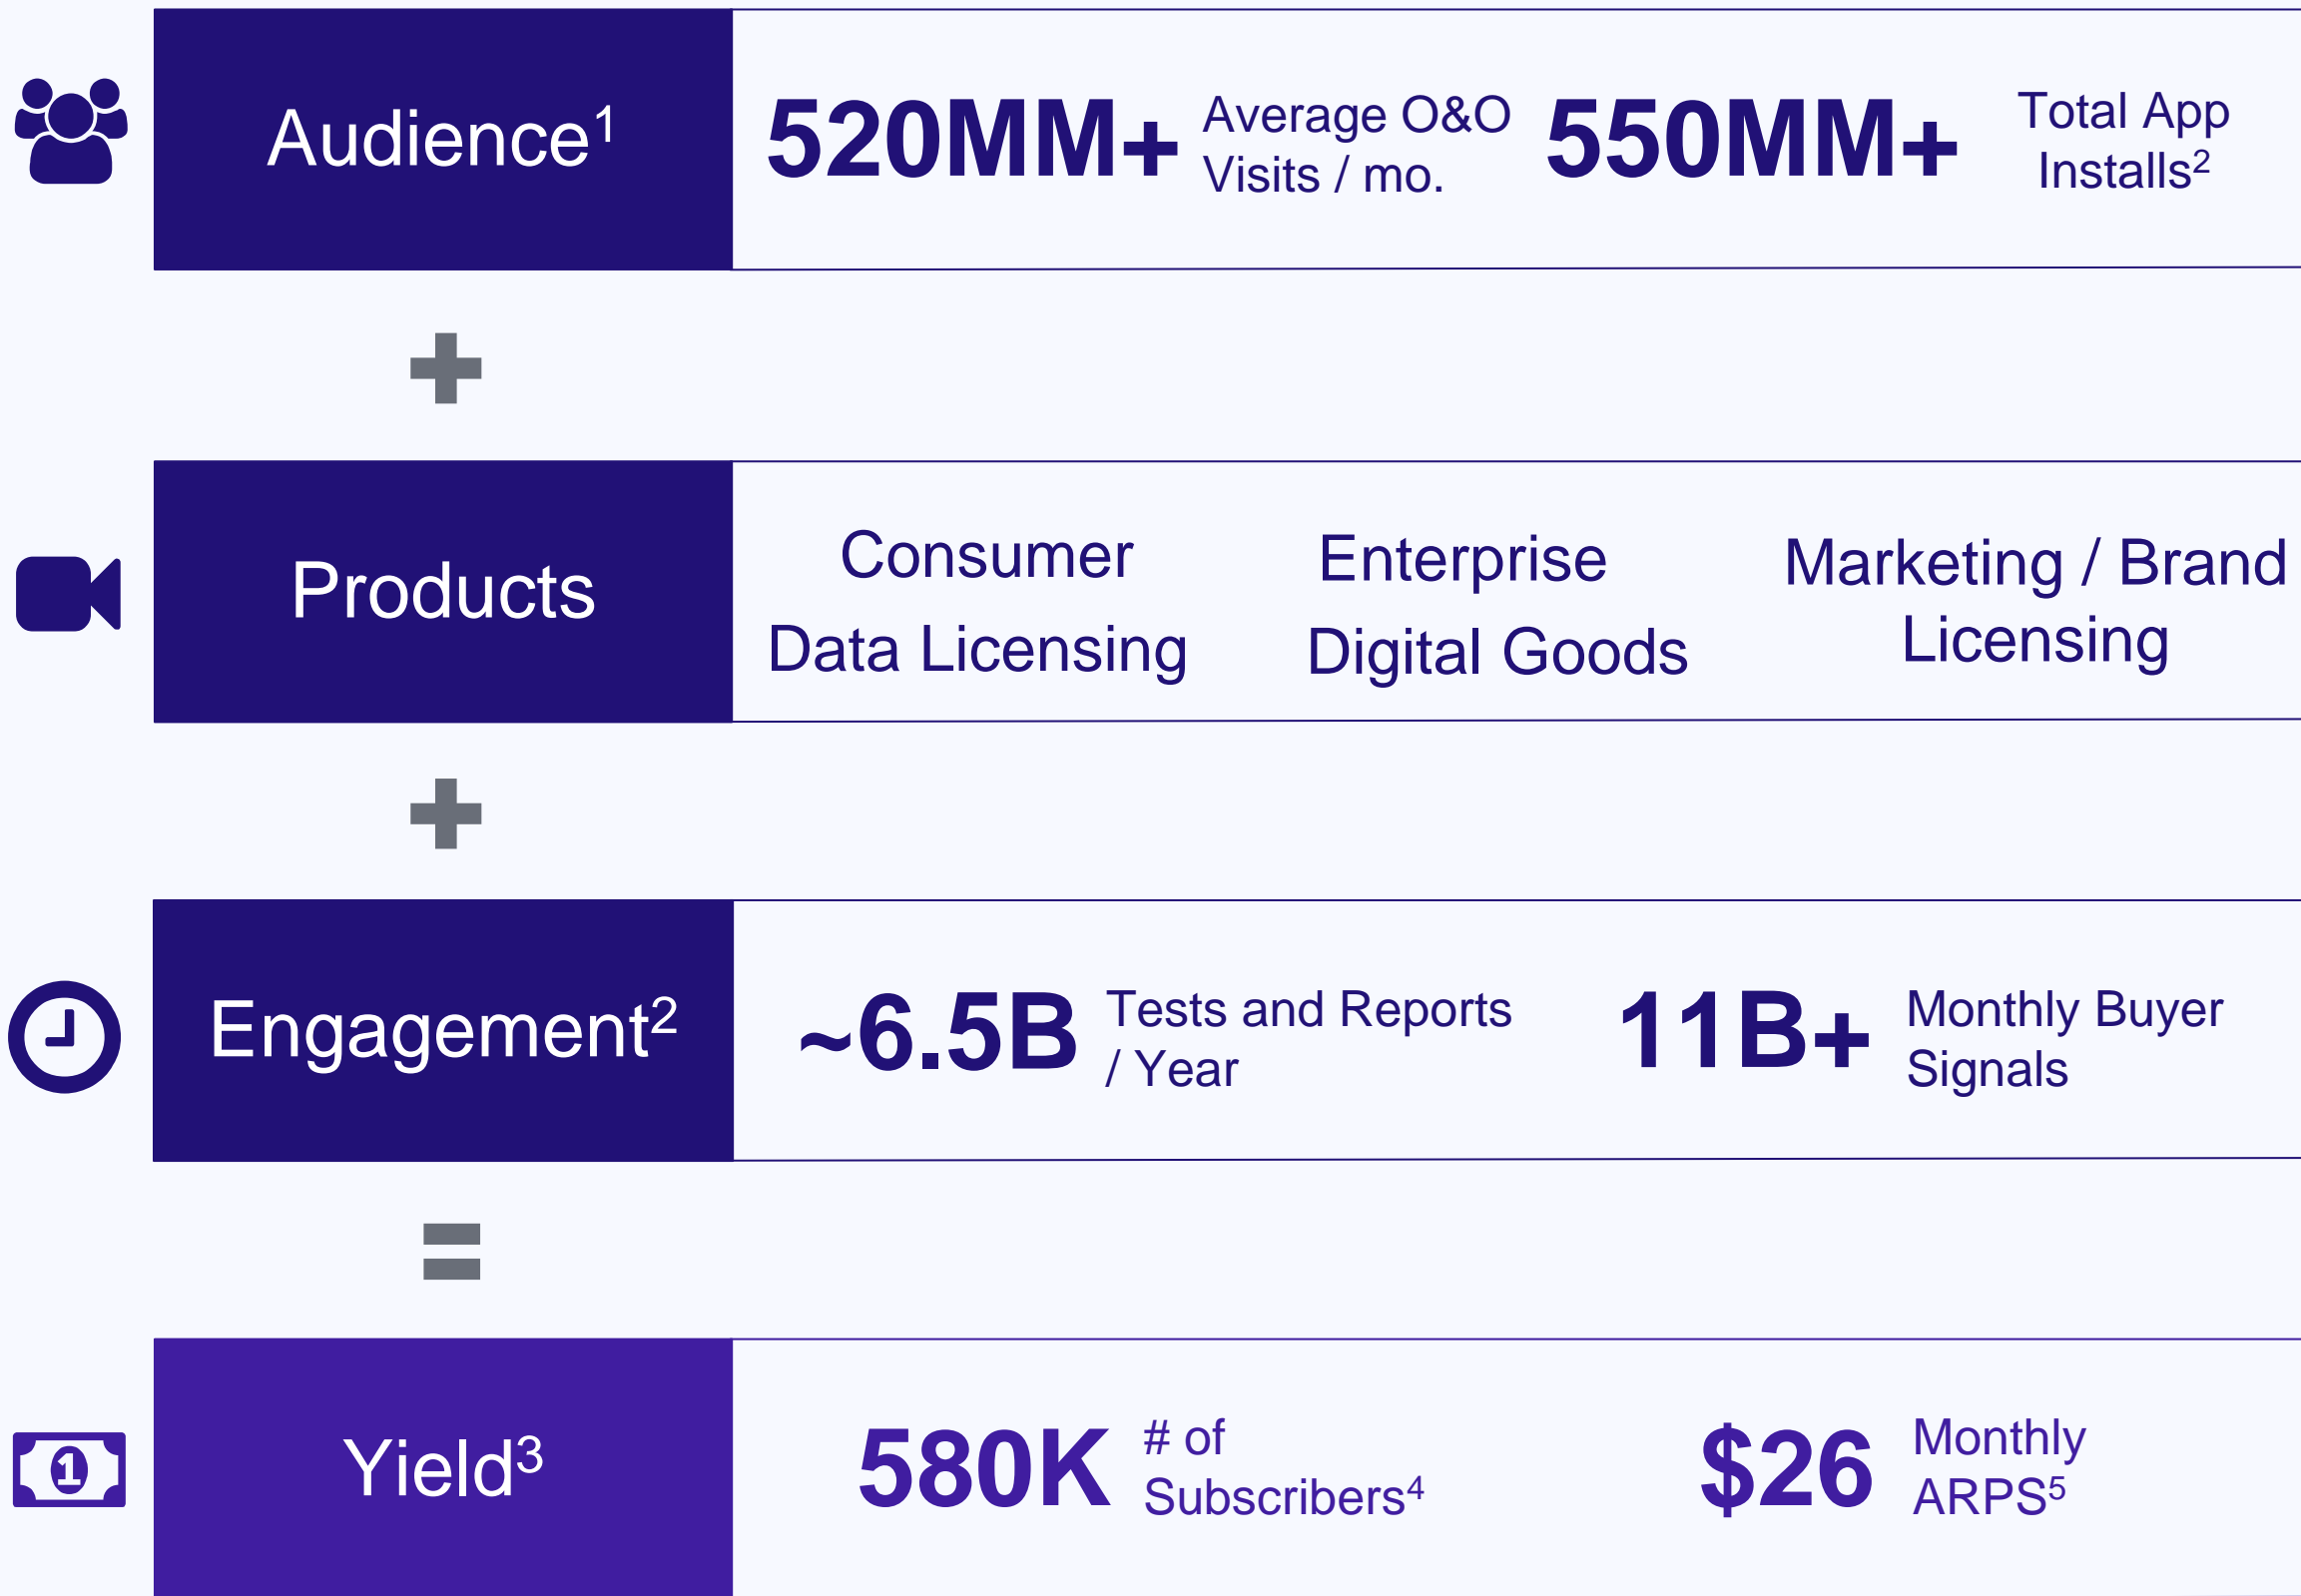 Audience¹
520MM+
Average O&O
Visits / mo.
550MM+
Total App
Installs²
Products
Consumer
Data Licensing
Enterprise
Digital Goods
Marketing / Brand
Licensing
Engagement²
~6.5B
Tests and Reports
/ Year
11B+
Monthly Buyer
Signals
Yield³
580K
# of
Subscribers⁴
$26
Monthly
ARPS⁵